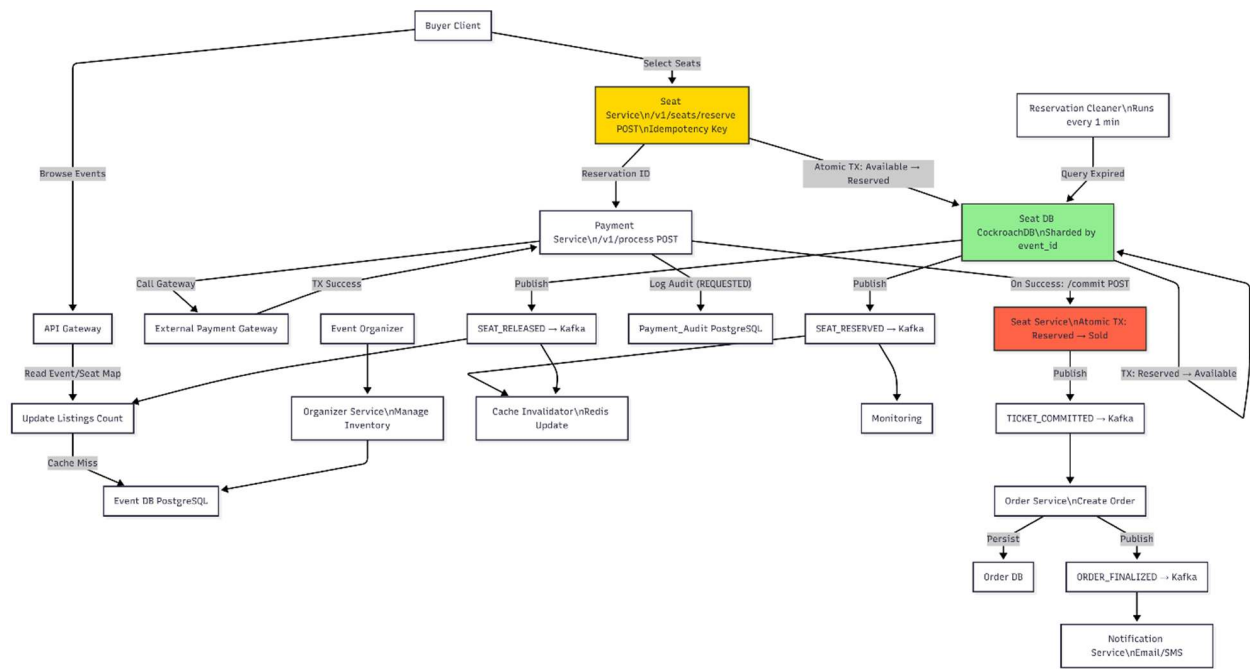 Buyer Client
Select Seats
Seat
Service\n/v1/seats/reserve
POST\nIdempotency Key
Reservation Cleaner\nRuns
every 1 min
Browse Events
Reservation ID
Atomic TX: Available →
Reserved
Query Expired
Payment
Service\n/v1/process POST
Seat DB
CockroachDB\nSharded by
event_id
Call Gateway
TX Success
Publish
Log Audit (REQUESTED)
Publish
On Success: /commit POST
API Gateway
External Payment Gateway
Event Organizer
SEAT_RELEASED → Kafka
Payment_Audit PostgreSQL
SEAT_RESERVED → Kafka
Seat Service\nAtomic TX:
Reserved → Sold
Read Event/Seat Map
Publish
TX: Reserved → Available
Update Listings Count
Organizer Service\nManage
Inventory
Cache Invalidator\nRedis
Update
Monitoring
TICKET_COMMITTED → Kafka
Cache Miss
Event DB PostgreSQL
Order Service\nCreate Order
Persist
Publish
Order DB
ORDER_FINALIZED → Kafka
Notification
Service\nEmail/SMS